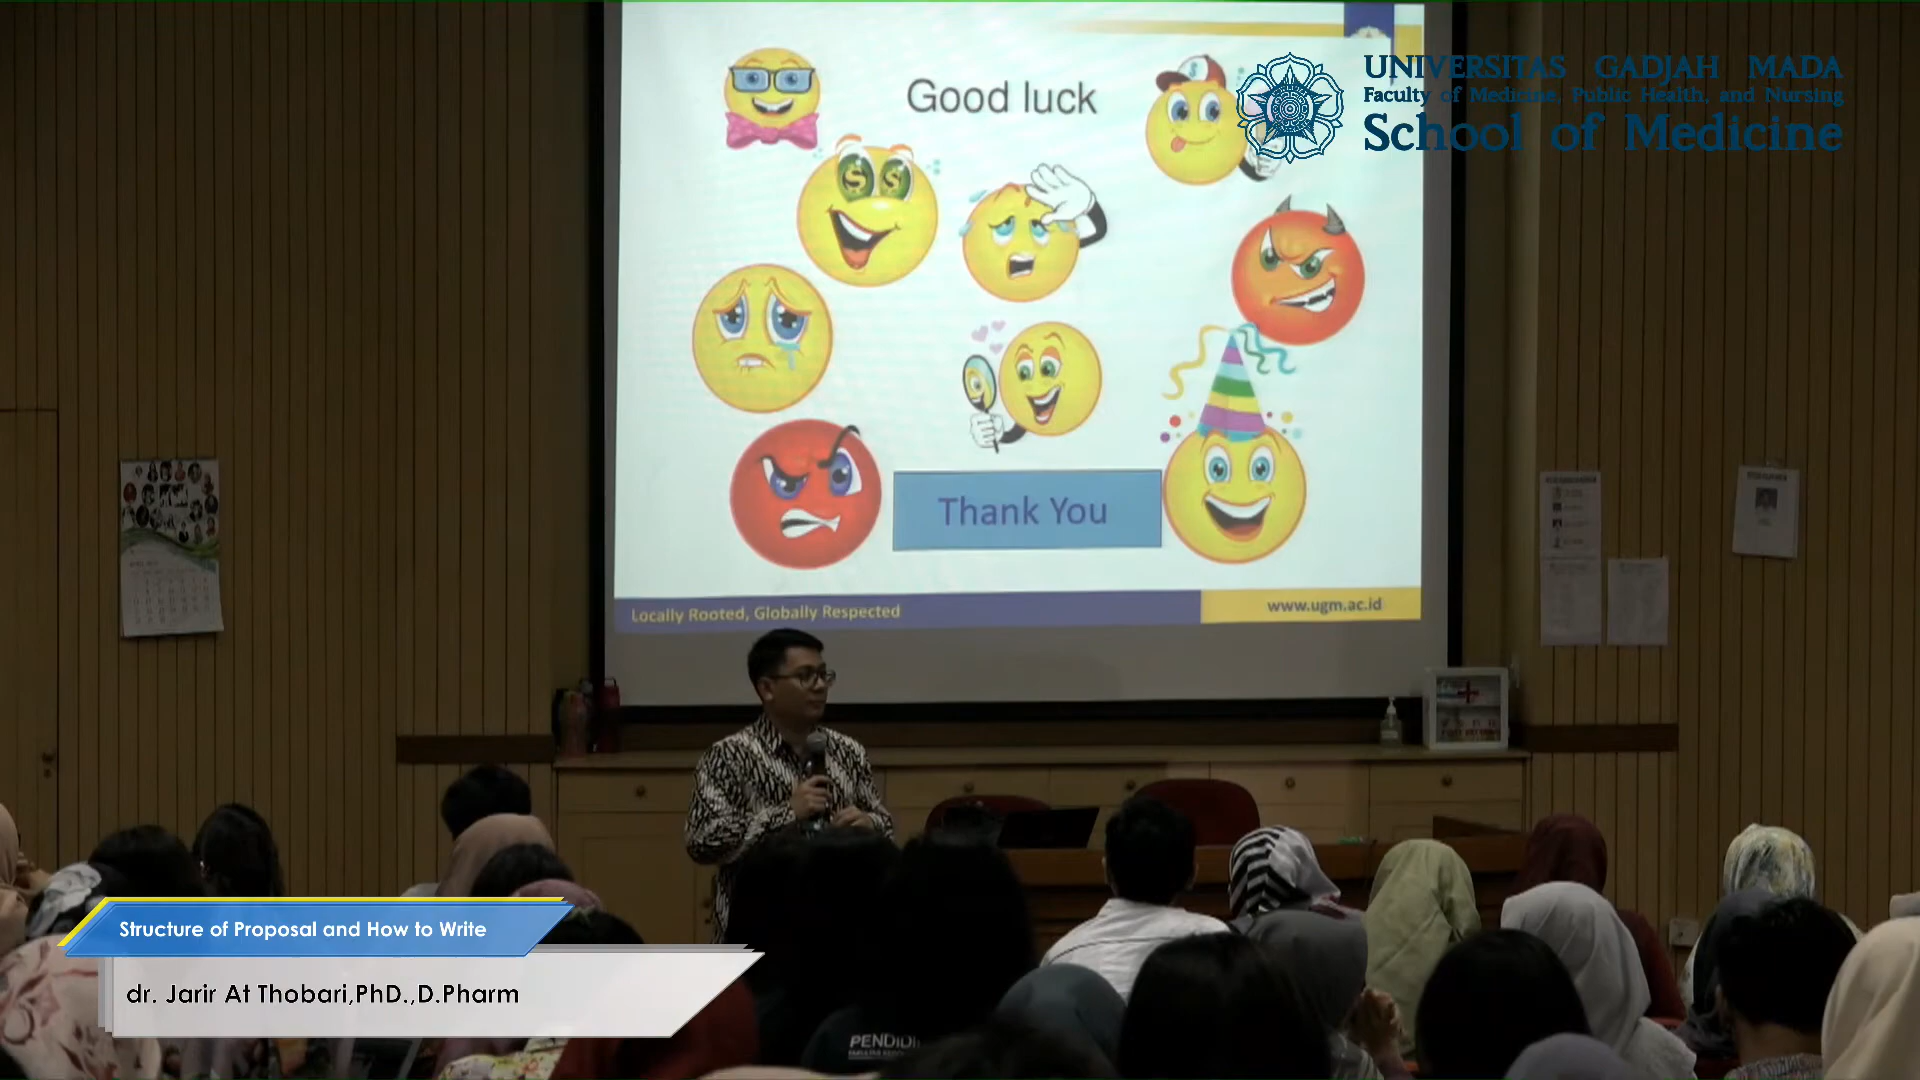 Good luck
UNIVERSITAS GADJAH MADA
Faculty of Medicine, Public Health, and Nursing
School of Medicine
$ $
Thank You
Locally Rooted, Globally Respected
www.ugm.ac.id
Structure of Proposal and How to Write
dr. Jarir At Thobari,PhD.,D.Pharm
PENDIDI